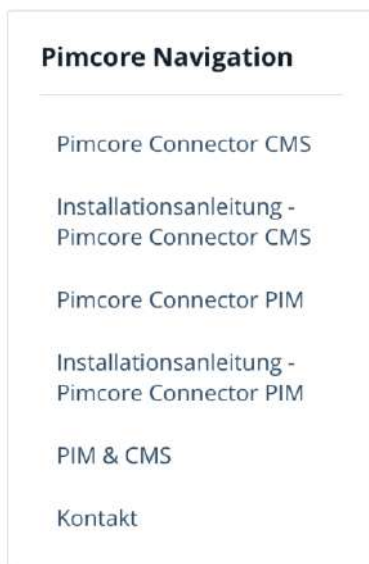 Pimcore Navigation
Pimcore Connector CMS
Installationsanleitung -
Pimcore Connector CMS
Pimcore Connector PIM
Installationsanleitung -
Pimcore Connector PIM
PIM & CMS
Kontakt